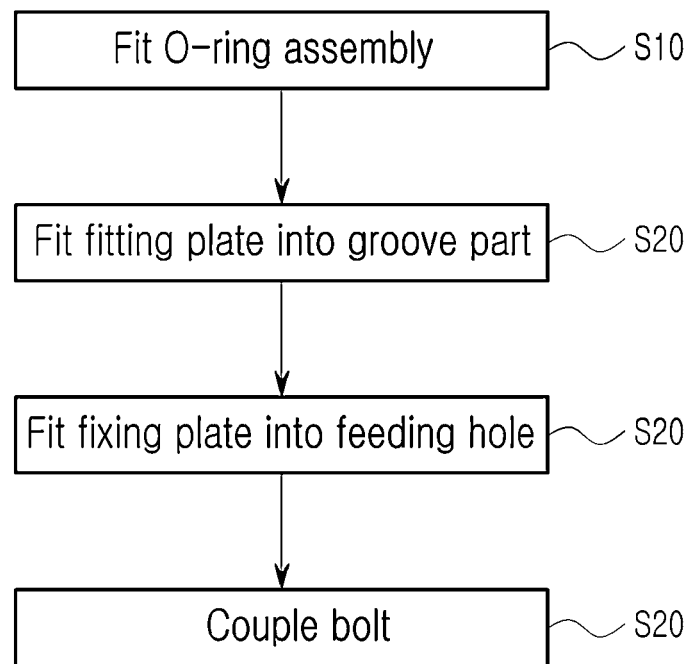 Fit O-ring assembly S10
Fit fitting plate into groove part S20
Fit fixing plate into feeding hole S20
Couple bolt S20